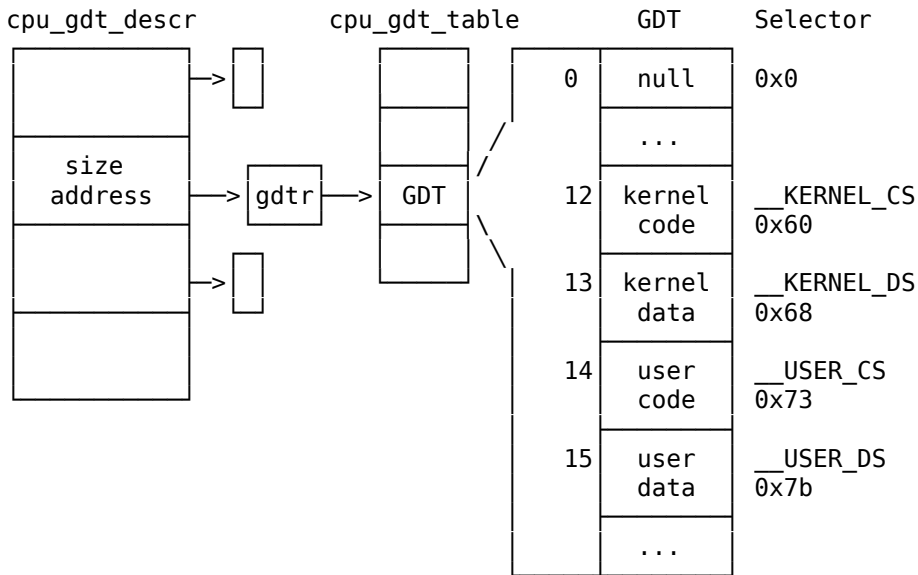 cpu_gdt_descr cpu_gdt_table GDT Selector
0 null 0x0
...
size
address gdtr GDT 12 kernel __KERNEL_CS
code 0x60
13 kernel __KERNEL_DS
data 0x68
14 user __USER_CS
code 0x73
15 user __USER_DS
data 0x7b
...